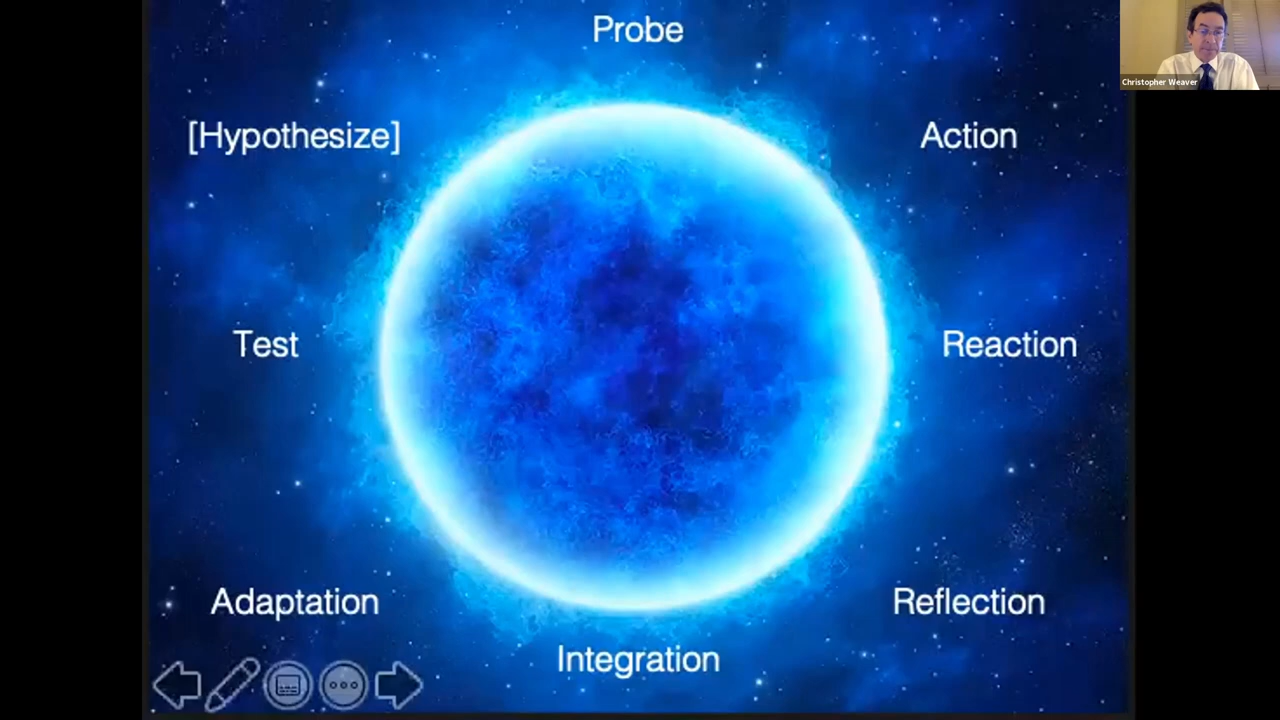 Probe
Christopher Weaver
[Hypothesize]
Action
Test
Reaction
Adaptation
Reflection
Integration